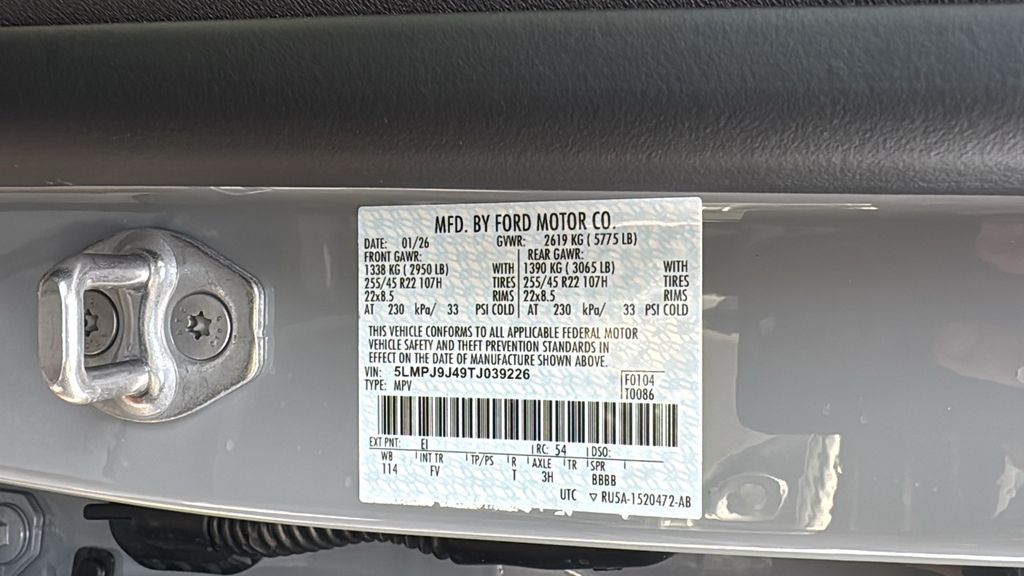 MFD. BY FORD MOTOR CO.
DATE: 01/26 GVWR: 2619 KG ( 5775 LB)
FRONT GAWR: REAR GAWR:
1338 KG ( 2950 LB) WITH 1390 KG ( 3065 LB) WITH
255/45 R22 107H TIRES 255/45 R22 107H TIRES
22x8.5 RIMS 22x8.5 RIMS
AT 230 kPa/ 33 PSI COLD AT 230 kPa/ 33 PSI COLD
THIS VEHICLE CONFORMS TO ALL APPLICABLE FEDERAL MOTOR
VEHICLE SAFETY AND THEFT PREVENTION STANDARDS IN
EFFECT ON THE DATE OF MANUFACTURE SHOWN ABOVE.
VIN: 5LMPJ9J49TJ039226
TYPE: MPV
F0104
T0086
EXT PNT: EI RC: 54 DSO:
WB INT TR TP/PS R AXLE TR SPR
114 FV T 3H BBBB
UTC ▽ RU5A-1520472-AB